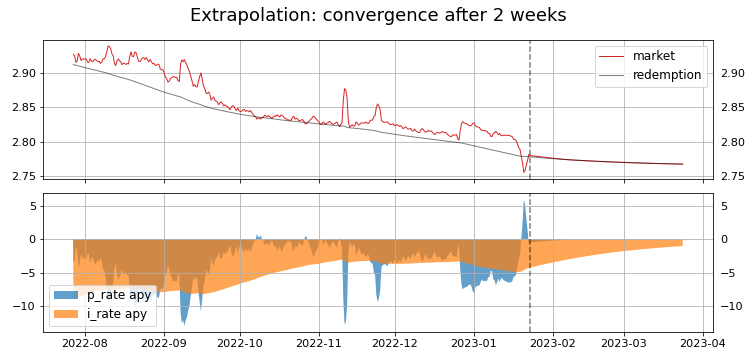 Extrapolation: convergence after 2 weeks
2.90
2.85
2.80
2.75
market
redemption
2.90
2.85
2.80
2.75
5
0
−5
−10
p_rate apy
i_rate apy
5
0
−5
−10
2022-08 2022-09 2022-10 2022-11 2022-12 2023-01 2023-02 2023-03 2023-04